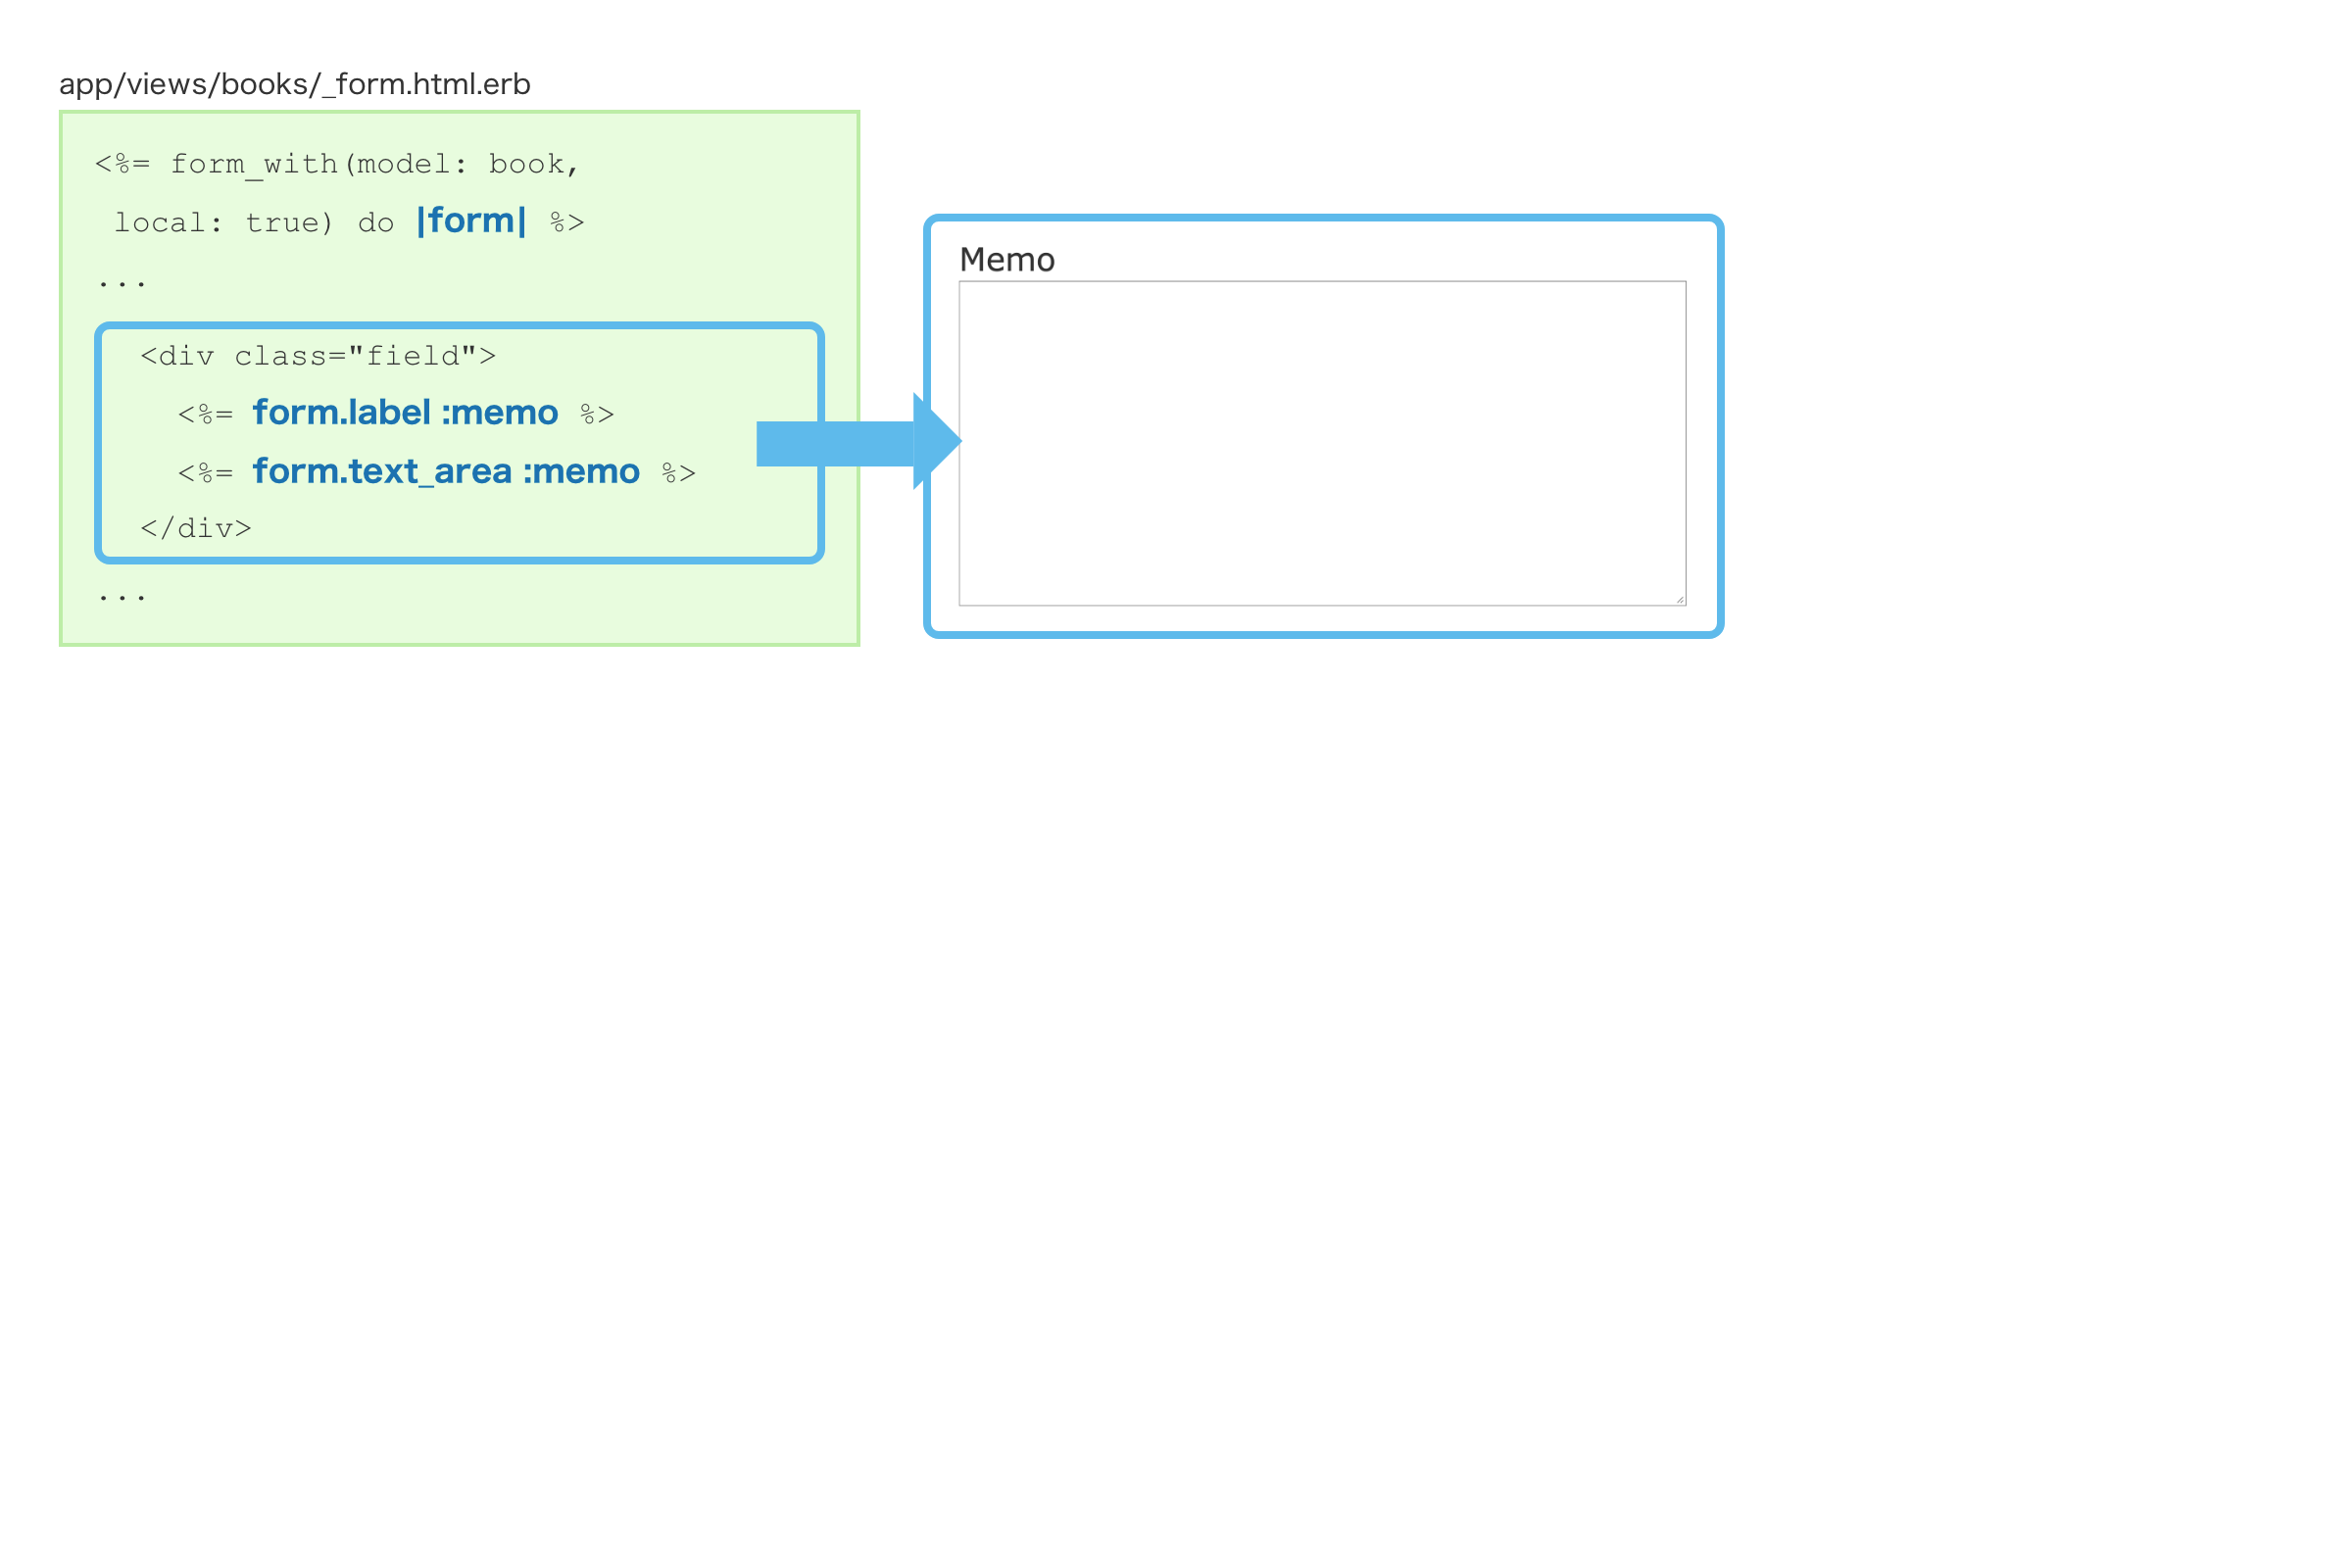 app/views/books/_form.html.erb
<%= form_with(model: book,
local: true) do |form| %>
...
<div class="field">
<%= form.label :memo %>
<%= form.text_area :memo %>
</div>
...
Memo